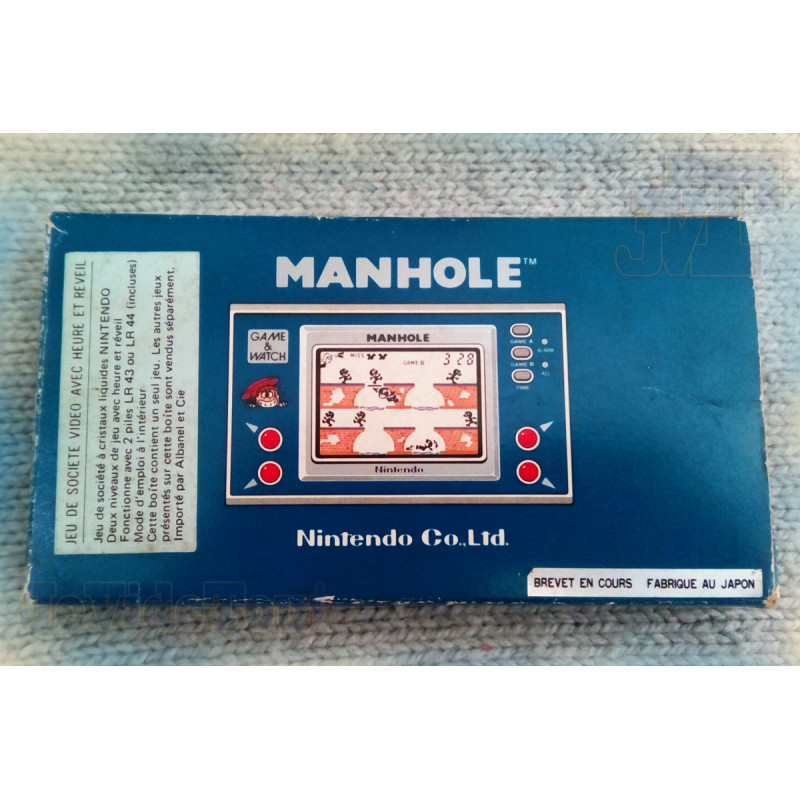 MANHOLE™
JEU DE SOCIETE VIDEO AVEC HEURE ET REVEIL
Jeu de société à cristaux liquides NINTENDO
Deux niveaux de jeu avec heure et réveil
Fonctionne avec 2 piles LR 43 ou LR 44 (incluses)
Mode d'emploi à l'intérieur.
Cette boîte contient un seul jeu. Les autres jeux
présentés sur cette boîte sont vendus séparément.
Importé par Albanel et Cie
GAME
&
WATCH
MANHOLE
MISS
GAME B 3 28
Nintendo
GAME A
GAME B
TIME
Nintendo Co.,Ltd.
BREVET EN COURS FABRIQUE AU JAPON